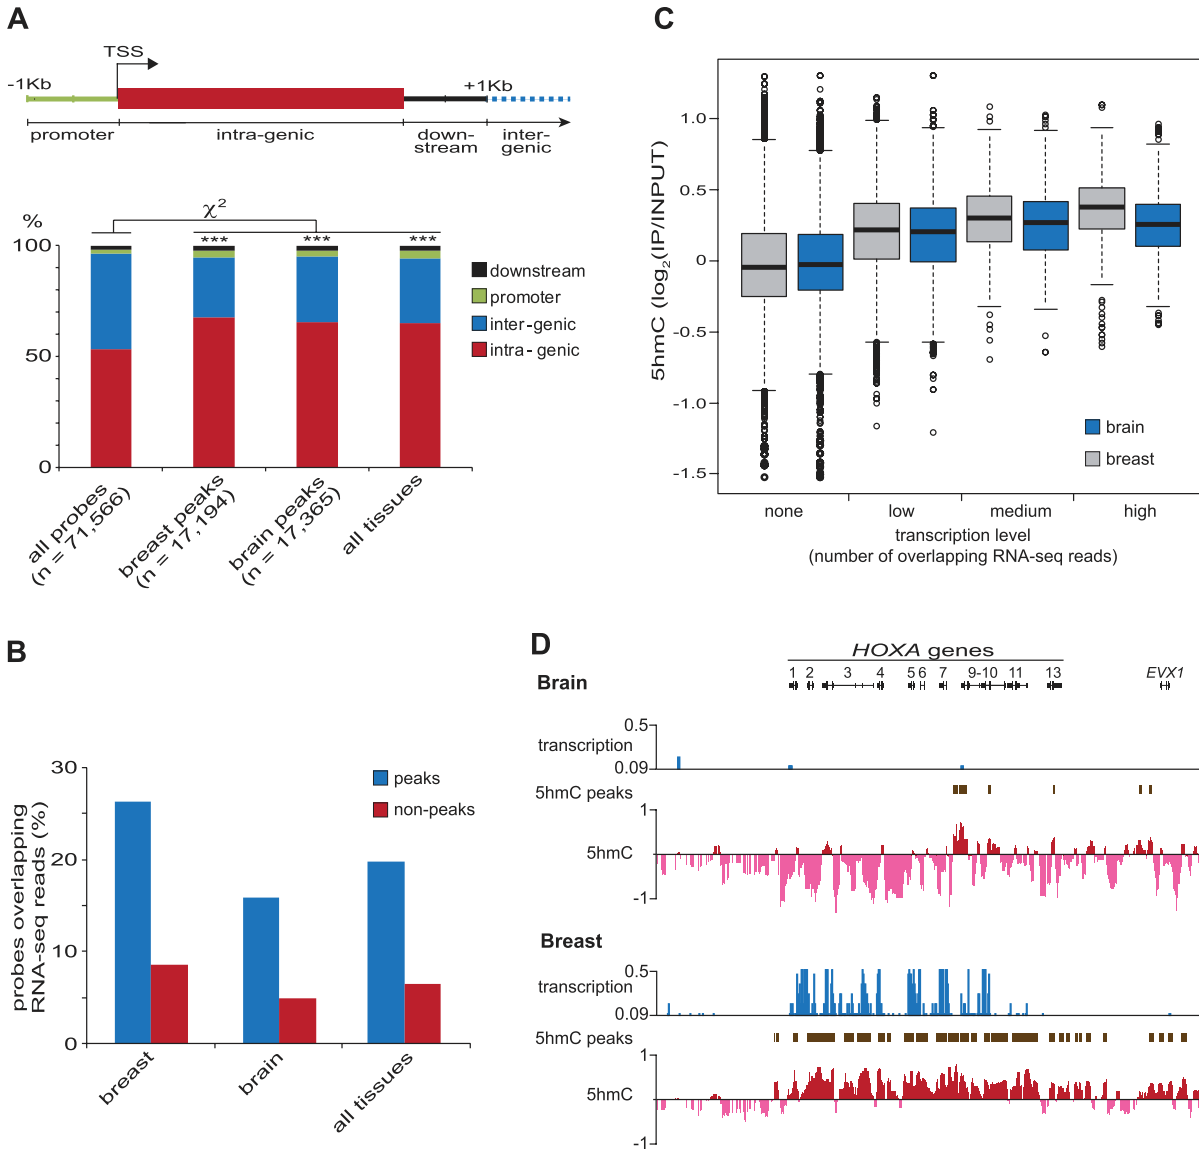 A
TSS
-1Kb
+1Kb
promoter
intra-genic
down-
stream
inter-
genic
χ²
%
***
***
***
100
50
0
downstream
promoter
inter-genic
intra-genic
all probes
(n = 71,566)
breast peaks
(n = 17,194)
brain peaks
(n = 17,365)
all tissues
B
probes overlapping
RNA-seq reads (%)
30
20
10
0
peaks
non-peaks
breast
brain
all tissues
C
5hmC (log₂(IP/INPUT)
1.0
0.5
0
-0.5
-1.0
-1.5
brain
breast
none
low
medium
high
transcription level
(number of overlapping RNA-seq reads)
D
HOXA genes
Brain
1 2 3 4 5 6 7 9-10 11 13
EVX1
0.5
transcription
0.09
5hmC peaks
1
5hmC
-1
Breast
0.5
transcription
0.09
5hmC peaks
1
5hmC
-1